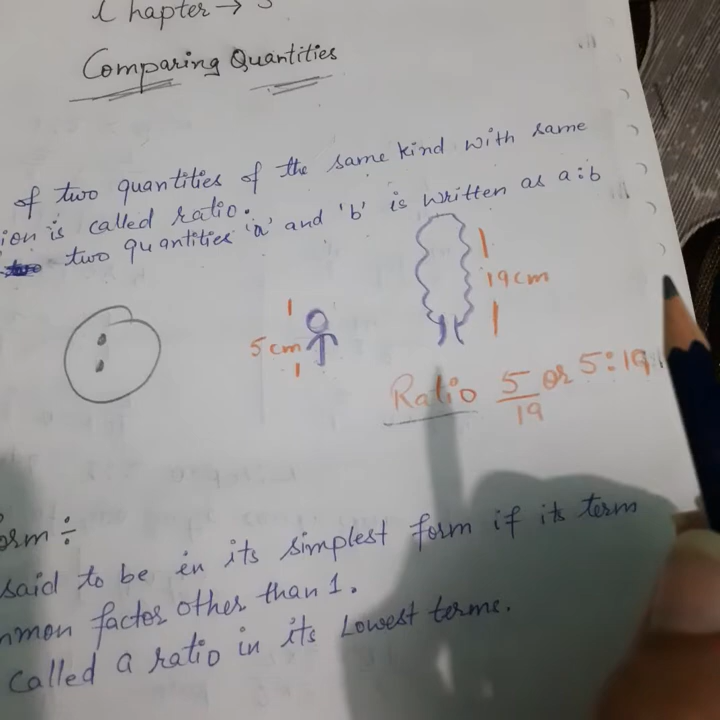 Chapter →
Comparing Quantities
of two quantities of the same kind with same
ion is called ratio.
two quantities 'a' and 'b' is written as a:b
19cm
5 cm
Ratio 5/19 or 5:19
orm ÷
said to be in its simplest form if its term
mmon factor other than 1.
called a ratio in its Lowest terms.